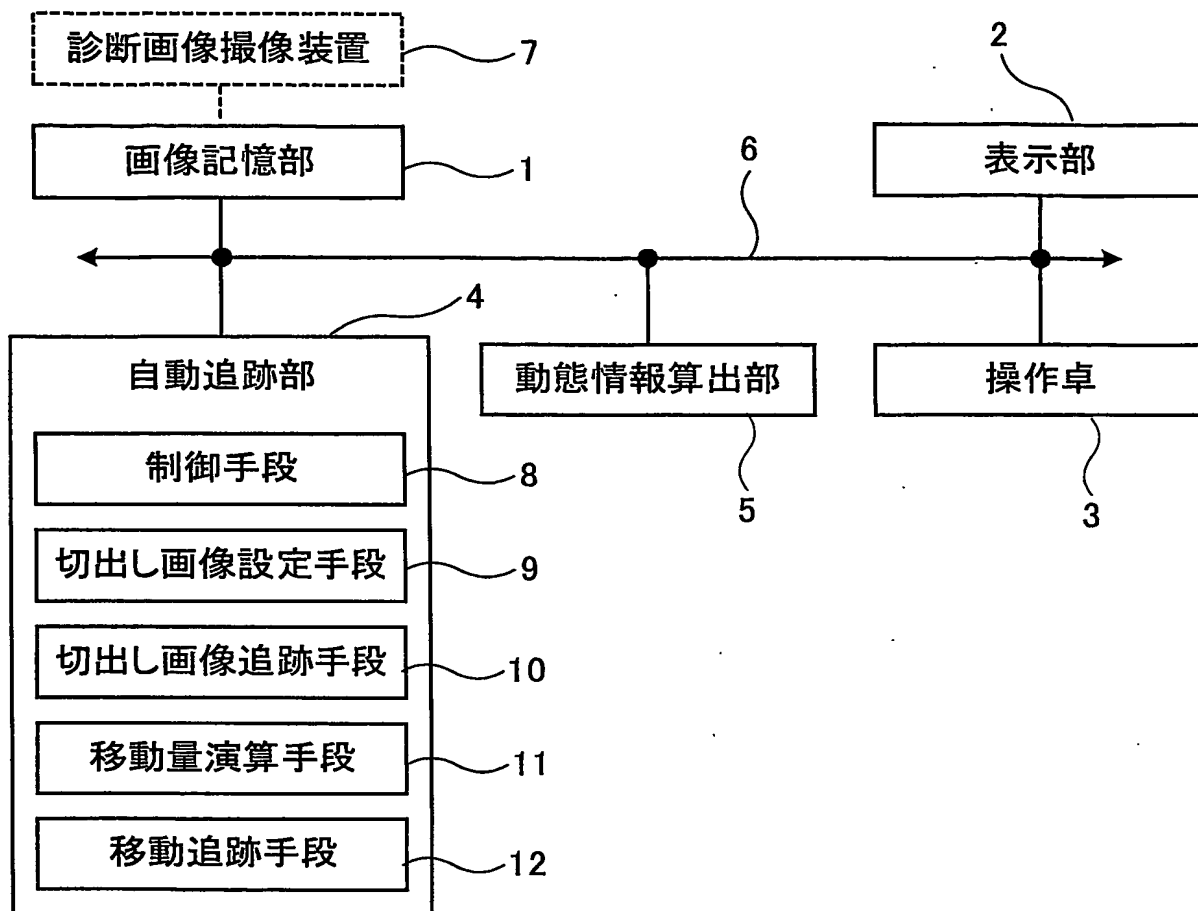 診断画像撮像装置 7
2
画像記憶部 1
6
表示部
4
自動追跡部
動態情報算出部
操作卓
制御手段 8
5
3
切出し画像設定手段 9
切出し画像追跡手段 10
移動量演算手段 11
移動追跡手段 12